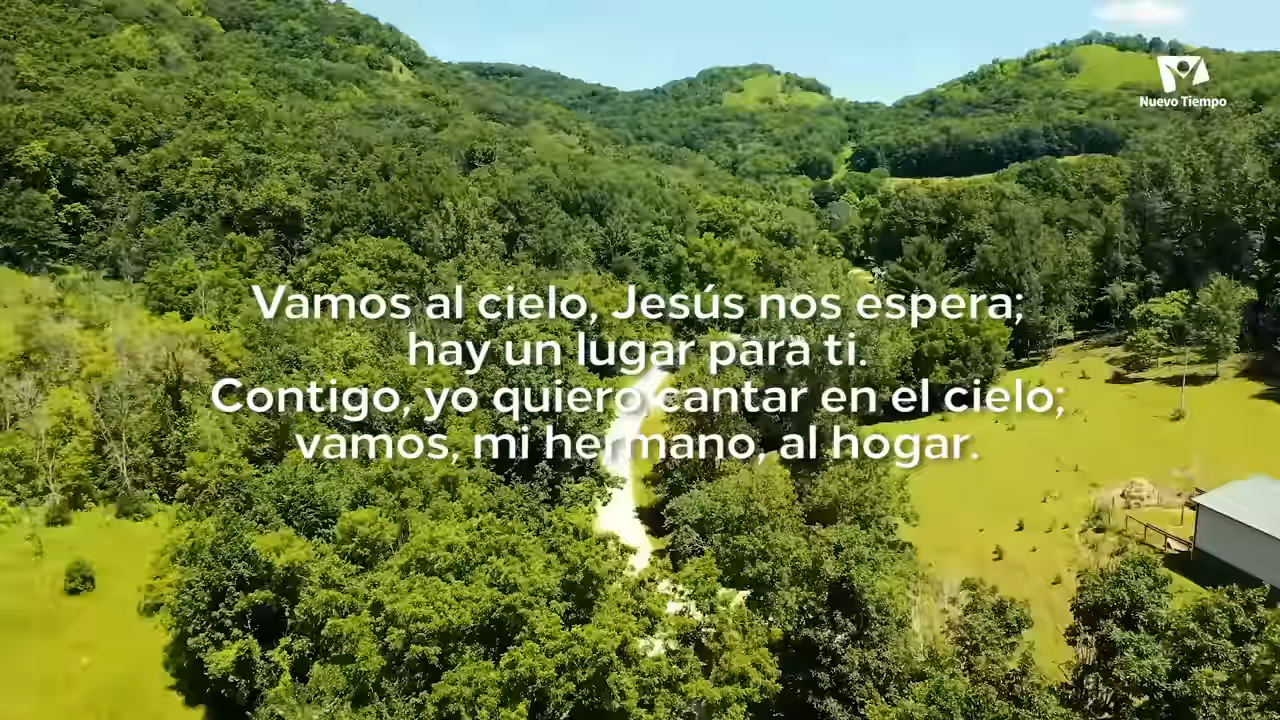 Nuevo Tiempo
Vamos al cielo, Jesús nos espera;
hay un lugar para ti.
Contigo, yo quiero cantar en el cielo;
vamos, mi hermano, al hogar.